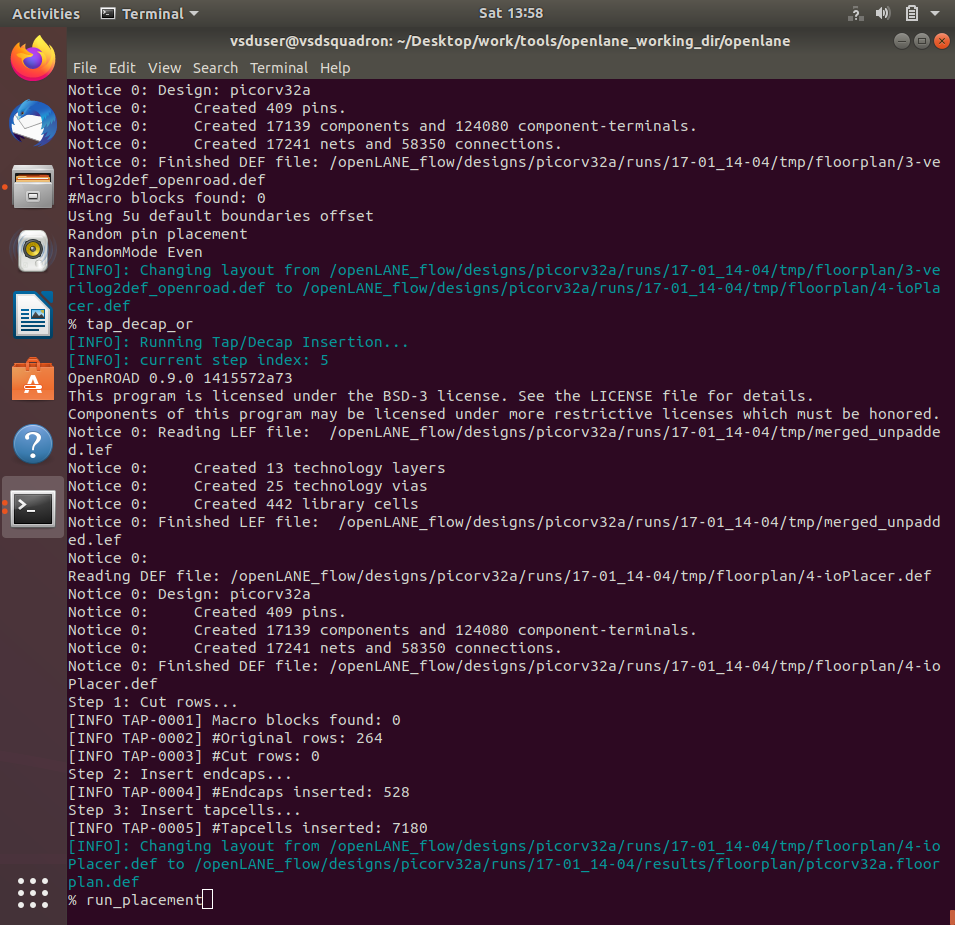 Activities Terminal Sat 13:58
vsduser@vsdsquadron: ~/Desktop/work/tools/openlane_working_dir/openlane
File Edit View Search Terminal Help
Notice 0: Design: picorv32a
Notice 0:     Created 409 pins.
Notice 0:     Created 17139 components and 124080 component-terminals.
Notice 0:     Created 17241 nets and 58350 connections.
Notice 0: Finished DEF file: /openLANE_flow/designs/picorv32a/runs/17-01_14-04/tmp/floorplan/3-ve
rilog2def_openroad.def
#Macro blocks found: 0
Using 5u default boundaries offset
Random pin placement
RandomMode Even
[INFO]: Changing layout from /openLANE_flow/designs/picorv32a/runs/17-01_14-04/tmp/floorplan/3-ve
rilog2def_openroad.def to /openLANE_flow/designs/picorv32a/runs/17-01_14-04/tmp/floorplan/4-ioPla
cer.def
% tap_decap_or
[INFO]: Running Tap/Decap Insertion...
[INFO]: current step index: 5
OpenROAD 0.9.0 1415572a73
This program is licensed under the BSD-3 license. See the LICENSE file for details.
Components of this program may be licensed under more restrictive licenses which must be honored.
Notice 0: Reading LEF file:  /openLANE_flow/designs/picorv32a/runs/17-01_14-04/tmp/merged_unpadde
d.lef
Notice 0:     Created 13 technology layers
Notice 0:     Created 25 technology vias
Notice 0:     Created 442 library cells
Notice 0: Finished LEF file:  /openLANE_flow/designs/picorv32a/runs/17-01_14-04/tmp/merged_unpadd
ed.lef
Notice 0:
Reading DEF file: /openLANE_flow/designs/picorv32a/runs/17-01_14-04/tmp/floorplan/4-ioPlacer.def
Notice 0: Design: picorv32a
Notice 0:     Created 409 pins.
Notice 0:     Created 17139 components and 124080 component-terminals.
Notice 0:     Created 17241 nets and 58350 connections.
Notice 0: Finished DEF file: /openLANE_flow/designs/picorv32a/runs/17-01_14-04/tmp/floorplan/4-io
Placer.def
Step 1: Cut rows...
[INFO TAP-0001] Macro blocks found: 0
[INFO TAP-0002] #Original rows: 264
[INFO TAP-0003] #Cut rows: 0
Step 2: Insert endcaps...
[INFO TAP-0004] #Endcaps inserted: 528
Step 3: Insert tapcells...
[INFO TAP-0005] #Tapcells inserted: 7180
[INFO]: Changing layout from /openLANE_flow/designs/picorv32a/runs/17-01_14-04/tmp/floorplan/4-io
Placer.def to /openLANE_flow/designs/picorv32a/runs/17-01_14-04/results/floorplan/picorv32a.floor
plan.def
% run_placement